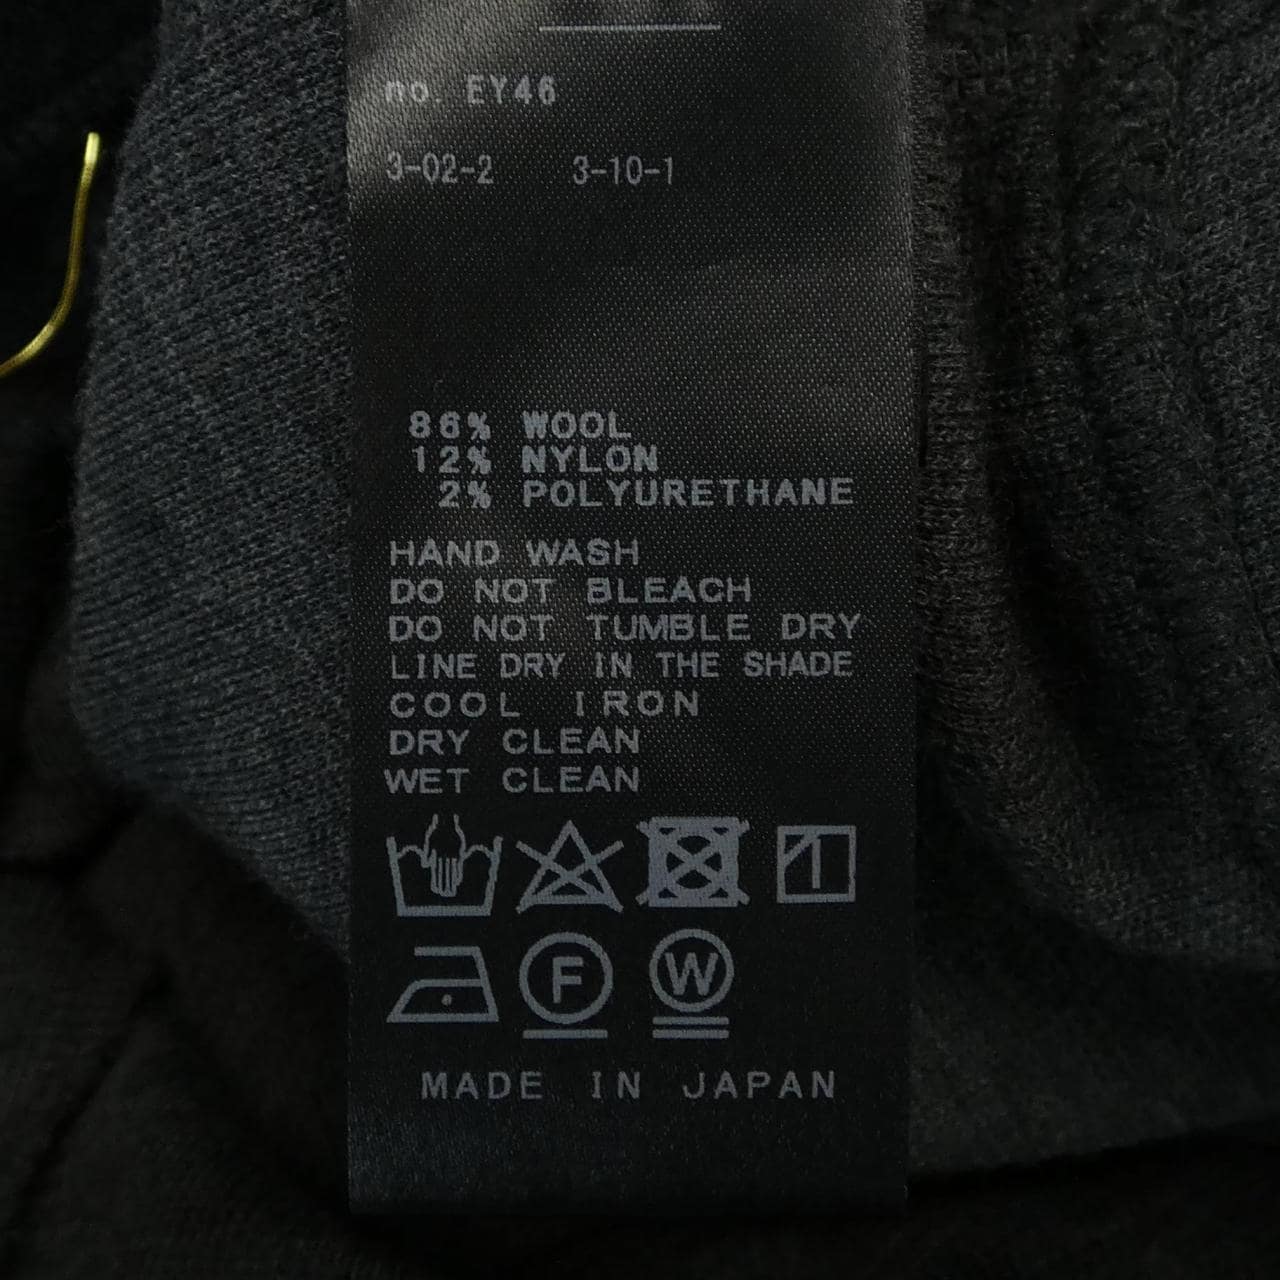 no. EY46
3-02-2 3-10-1
86% WOOL
12% NYLON
2% POLYURETHANE
HAND WASH
DO NOT BLEACH
DO NOT TUMBLE DRY
LINE DRY IN THE SHADE
COOL IRON
DRY CLEAN
WET CLEAN
F W
MADE IN JAPAN